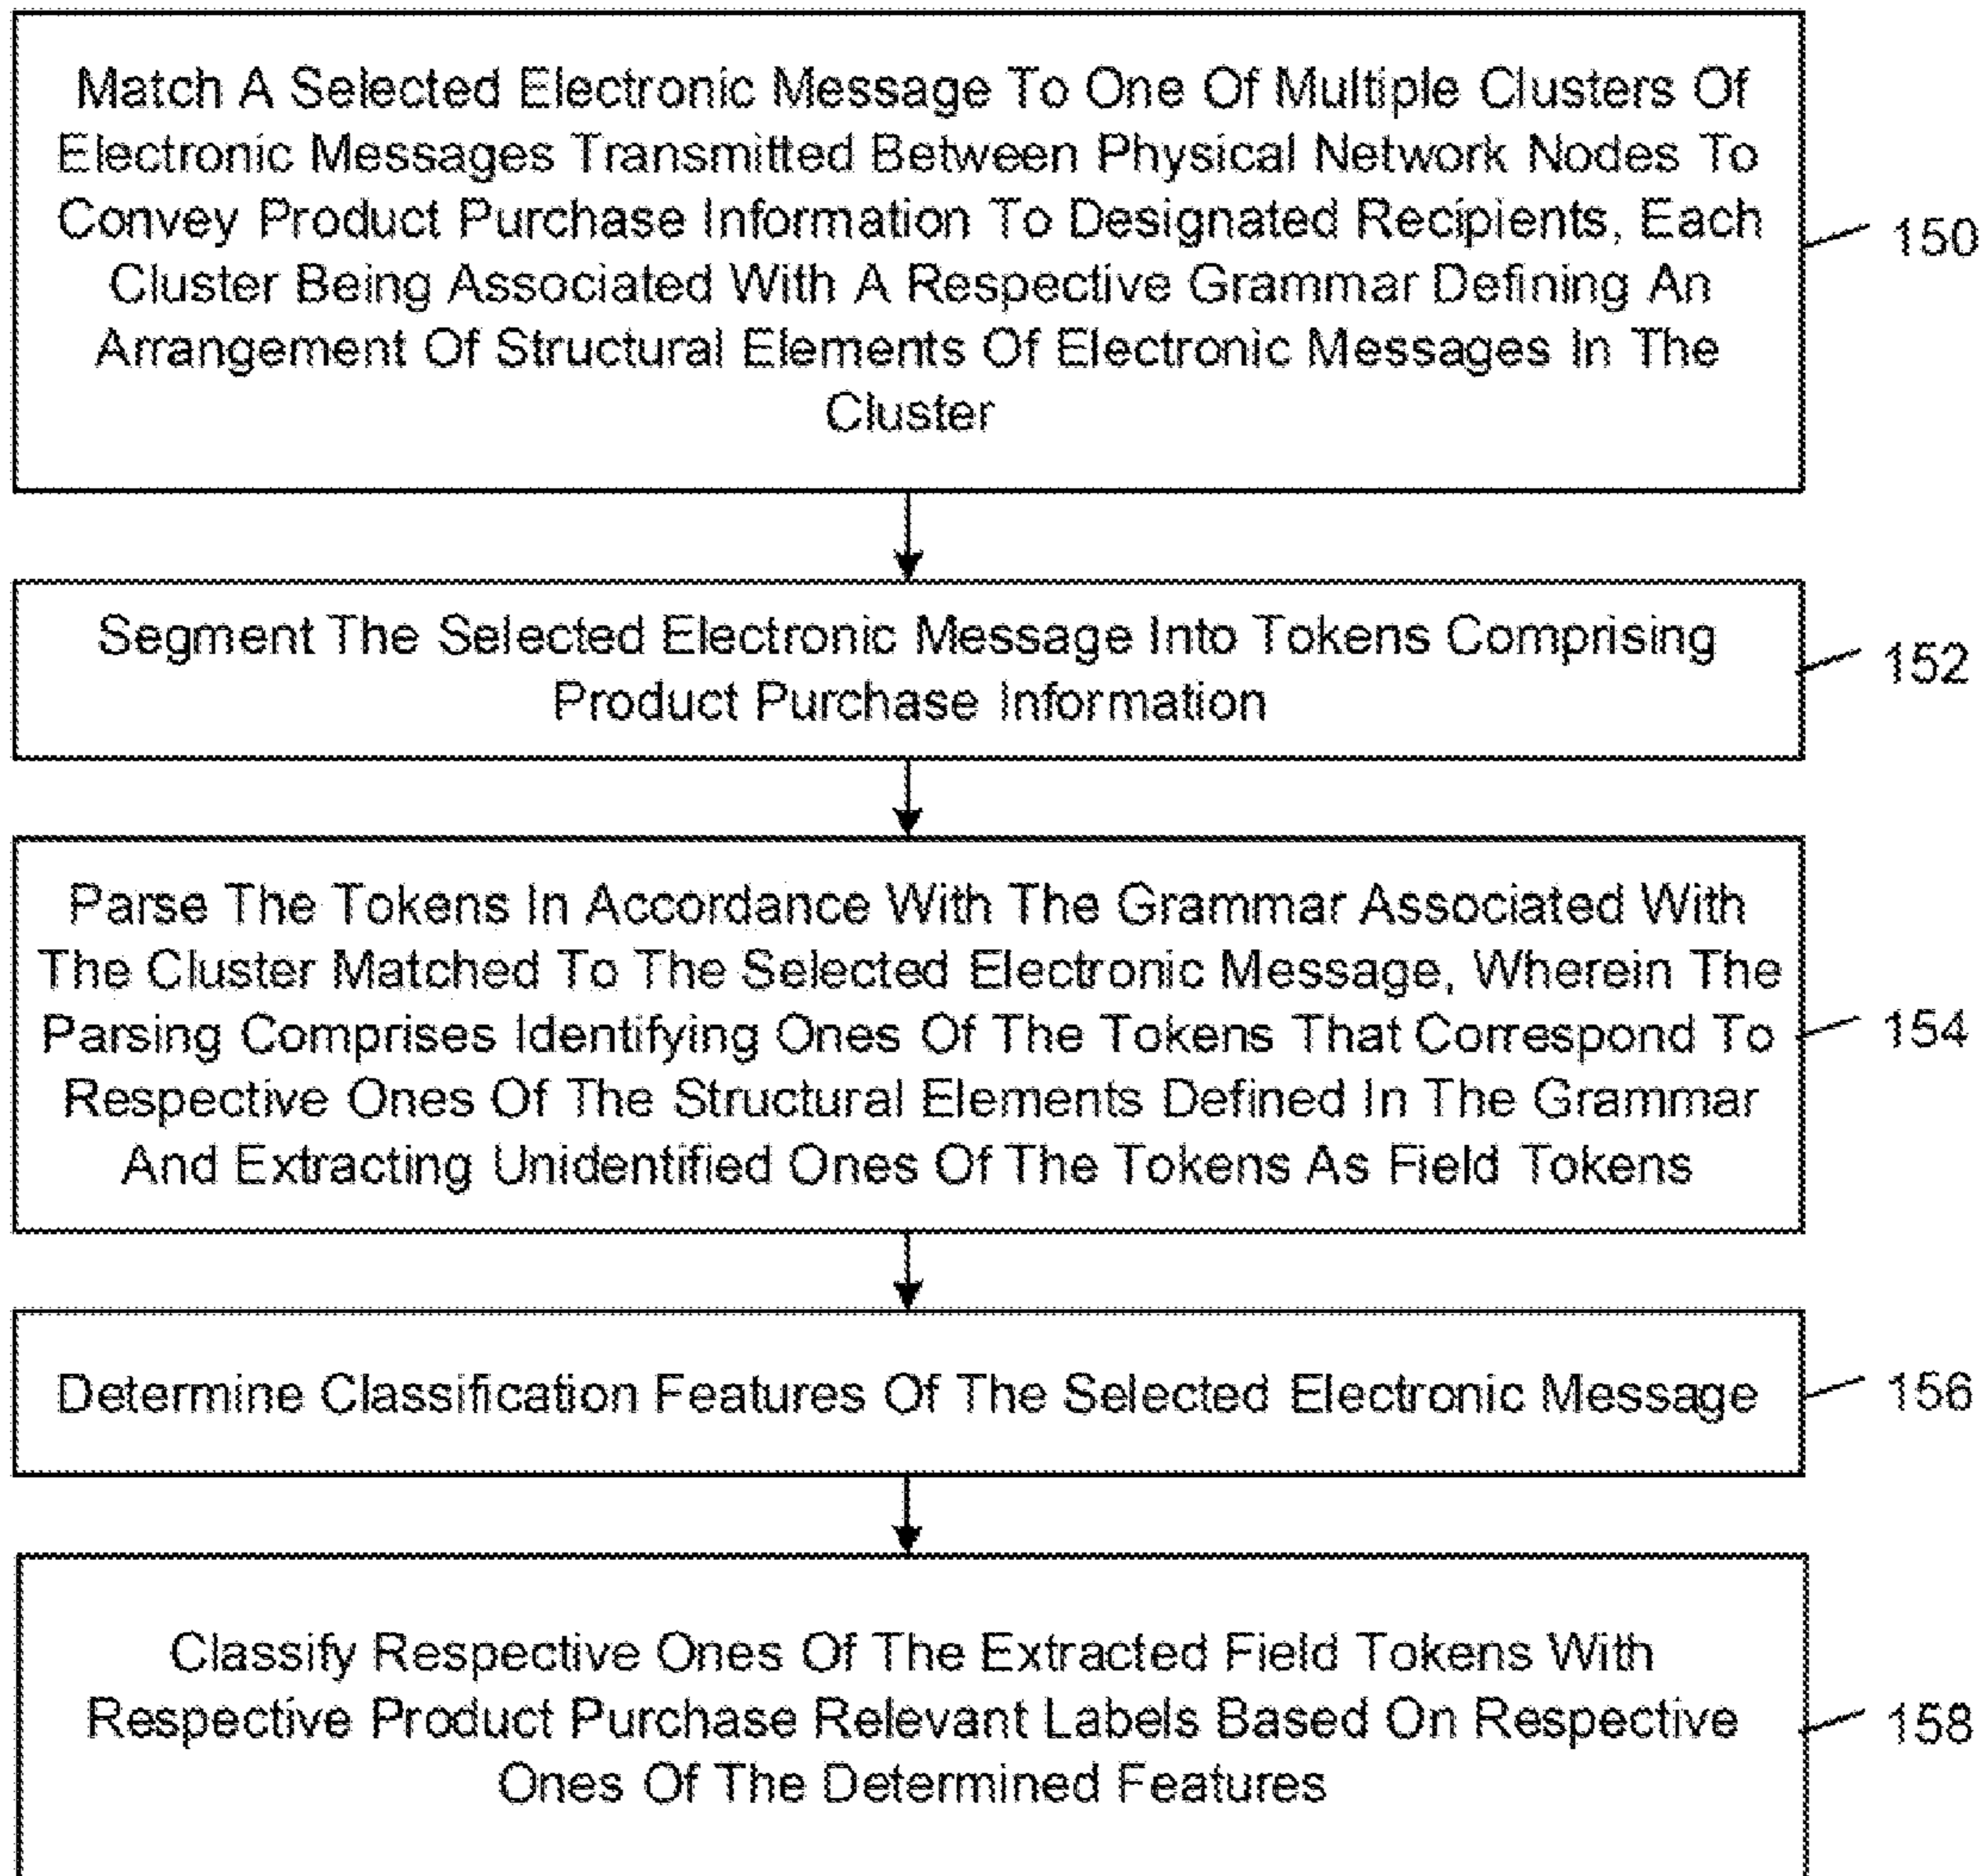 Match A Selected Electronic Message To One Of Multiple Clusters Of
Electronic Messages Transmitted Between Physical Network Nodes To
Convey Product Purchase Information To Designated Recipients, Each
Cluster Being Associated With A Respective Grammar Defining An
Arrangement Of Structural Elements Of Electronic Messages In The
Cluster
150
Segment The Selected Electronic Message Into Tokens Comprising
Product Purchase Information
152
Parse The Tokens In Accordance With The Grammar Associated With
The Cluster Matched To The Selected Electronic Message, Wherein The
Parsing Comprises Identifying Ones Of The Tokens That Correspond To
Respective Ones Of The Structural Elements Defined In The Grammar
And Extracting Unidentified Ones Of The Tokens As Field Tokens
154
Determine Classification Features Of The Selected Electronic Message
156
Classify Respective Ones Of The Extracted Field Tokens With
Respective Product Purchase Relevant Labels Based On Respective
Ones Of The Determined Features
158